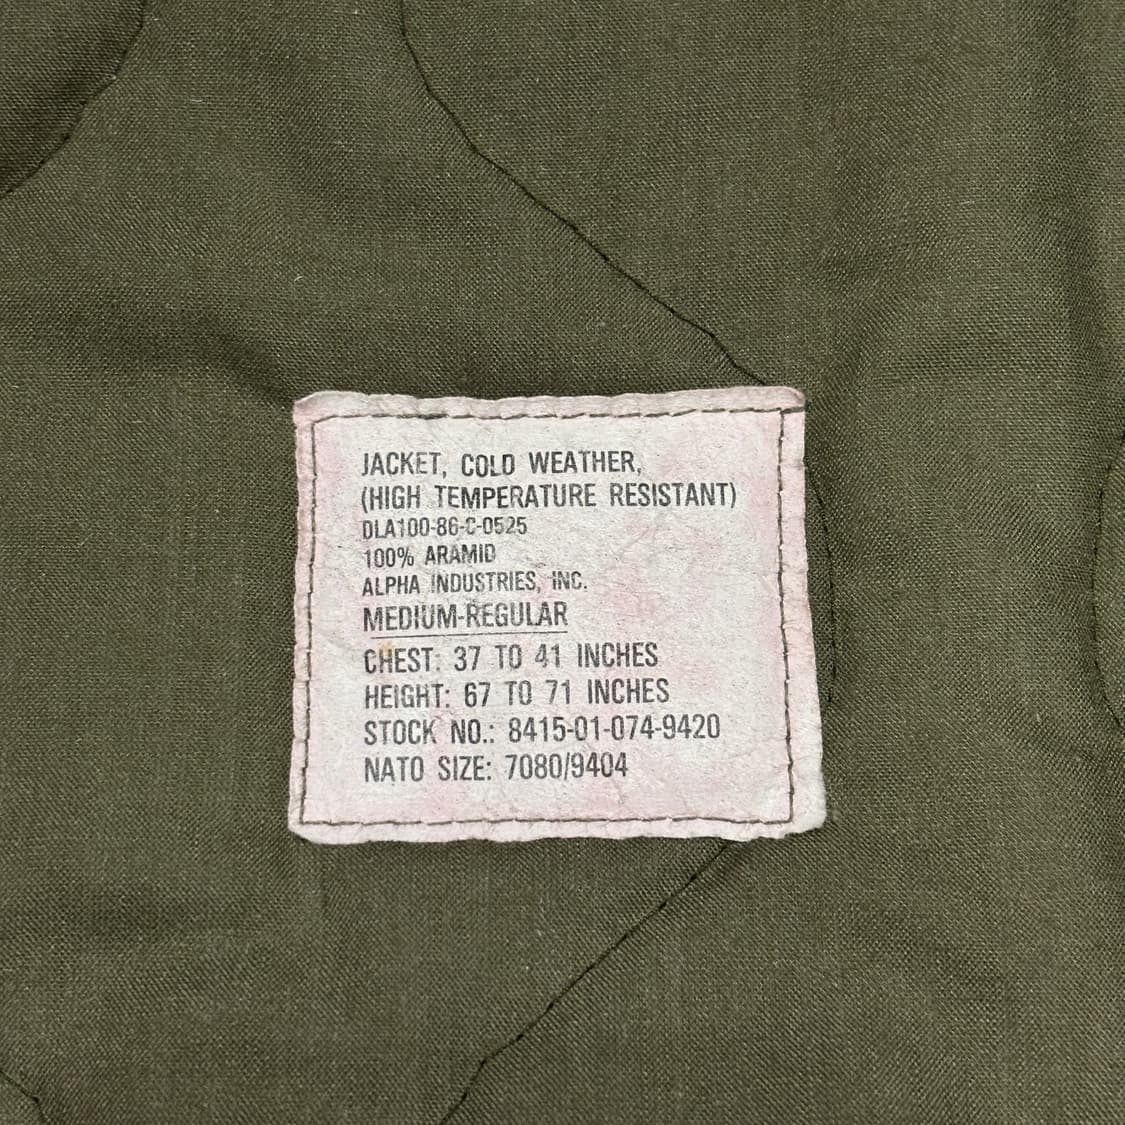 JACKET, COLD WEATHER,
(HIGH TEMPERATURE RESISTANT)
DLA100-86-C-0525
100% ARAMID
ALPHA INDUSTRIES, INC.
MEDIUM-REGULAR
CHEST: 37 TO 41 INCHES
HEIGHT: 67 TO 71 INCHES
STOCK NO.: 8415-01-074-9420
NATO SIZE: 7080/9404